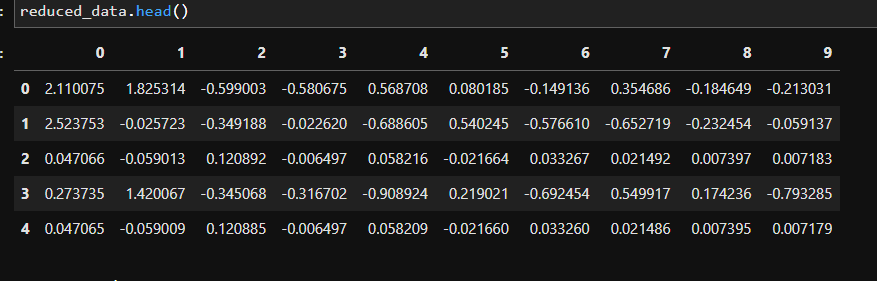 : reduced_data.head()
:
0 1 2 3 4 5 6 7 8 9
0 2.110075 1.825314 -0.599003 -0.580675 0.568708 0.080185 -0.149136 0.354686 -0.184649 -0.213031
1 2.523753 -0.025723 -0.349188 -0.022620 -0.688605 0.540245 -0.576610 -0.652719 -0.232454 -0.059137
2 0.047066 -0.059013 0.120892 -0.006497 0.058216 -0.021664 0.033267 0.021492 0.007397 0.007183
3 0.273735 1.420067 -0.345068 -0.316702 -0.908924 0.219021 -0.692454 0.549917 0.174236 -0.793285
4 0.047065 -0.059009 0.120885 -0.006497 0.058209 -0.021660 0.033260 0.021486 0.007395 0.007179